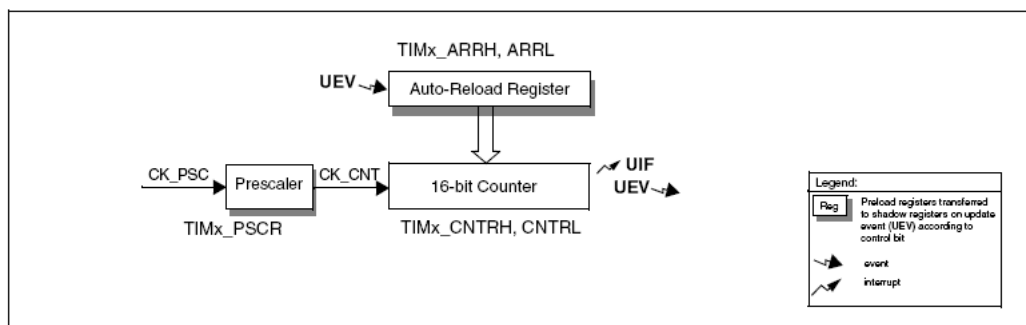 TIMx_ARRH, ARRL
UEV
Auto-Reload Register
CK_PSC
Prescaler
CK_CNT
16-bit Counter
UIF
UEV
TIMx_PSCR
TIMx_CNTRH, CNTRL
Legend:
Reg
Preload registers transferred
to shadow registers on update
event (UEV) according to
control bit
event
interrupt